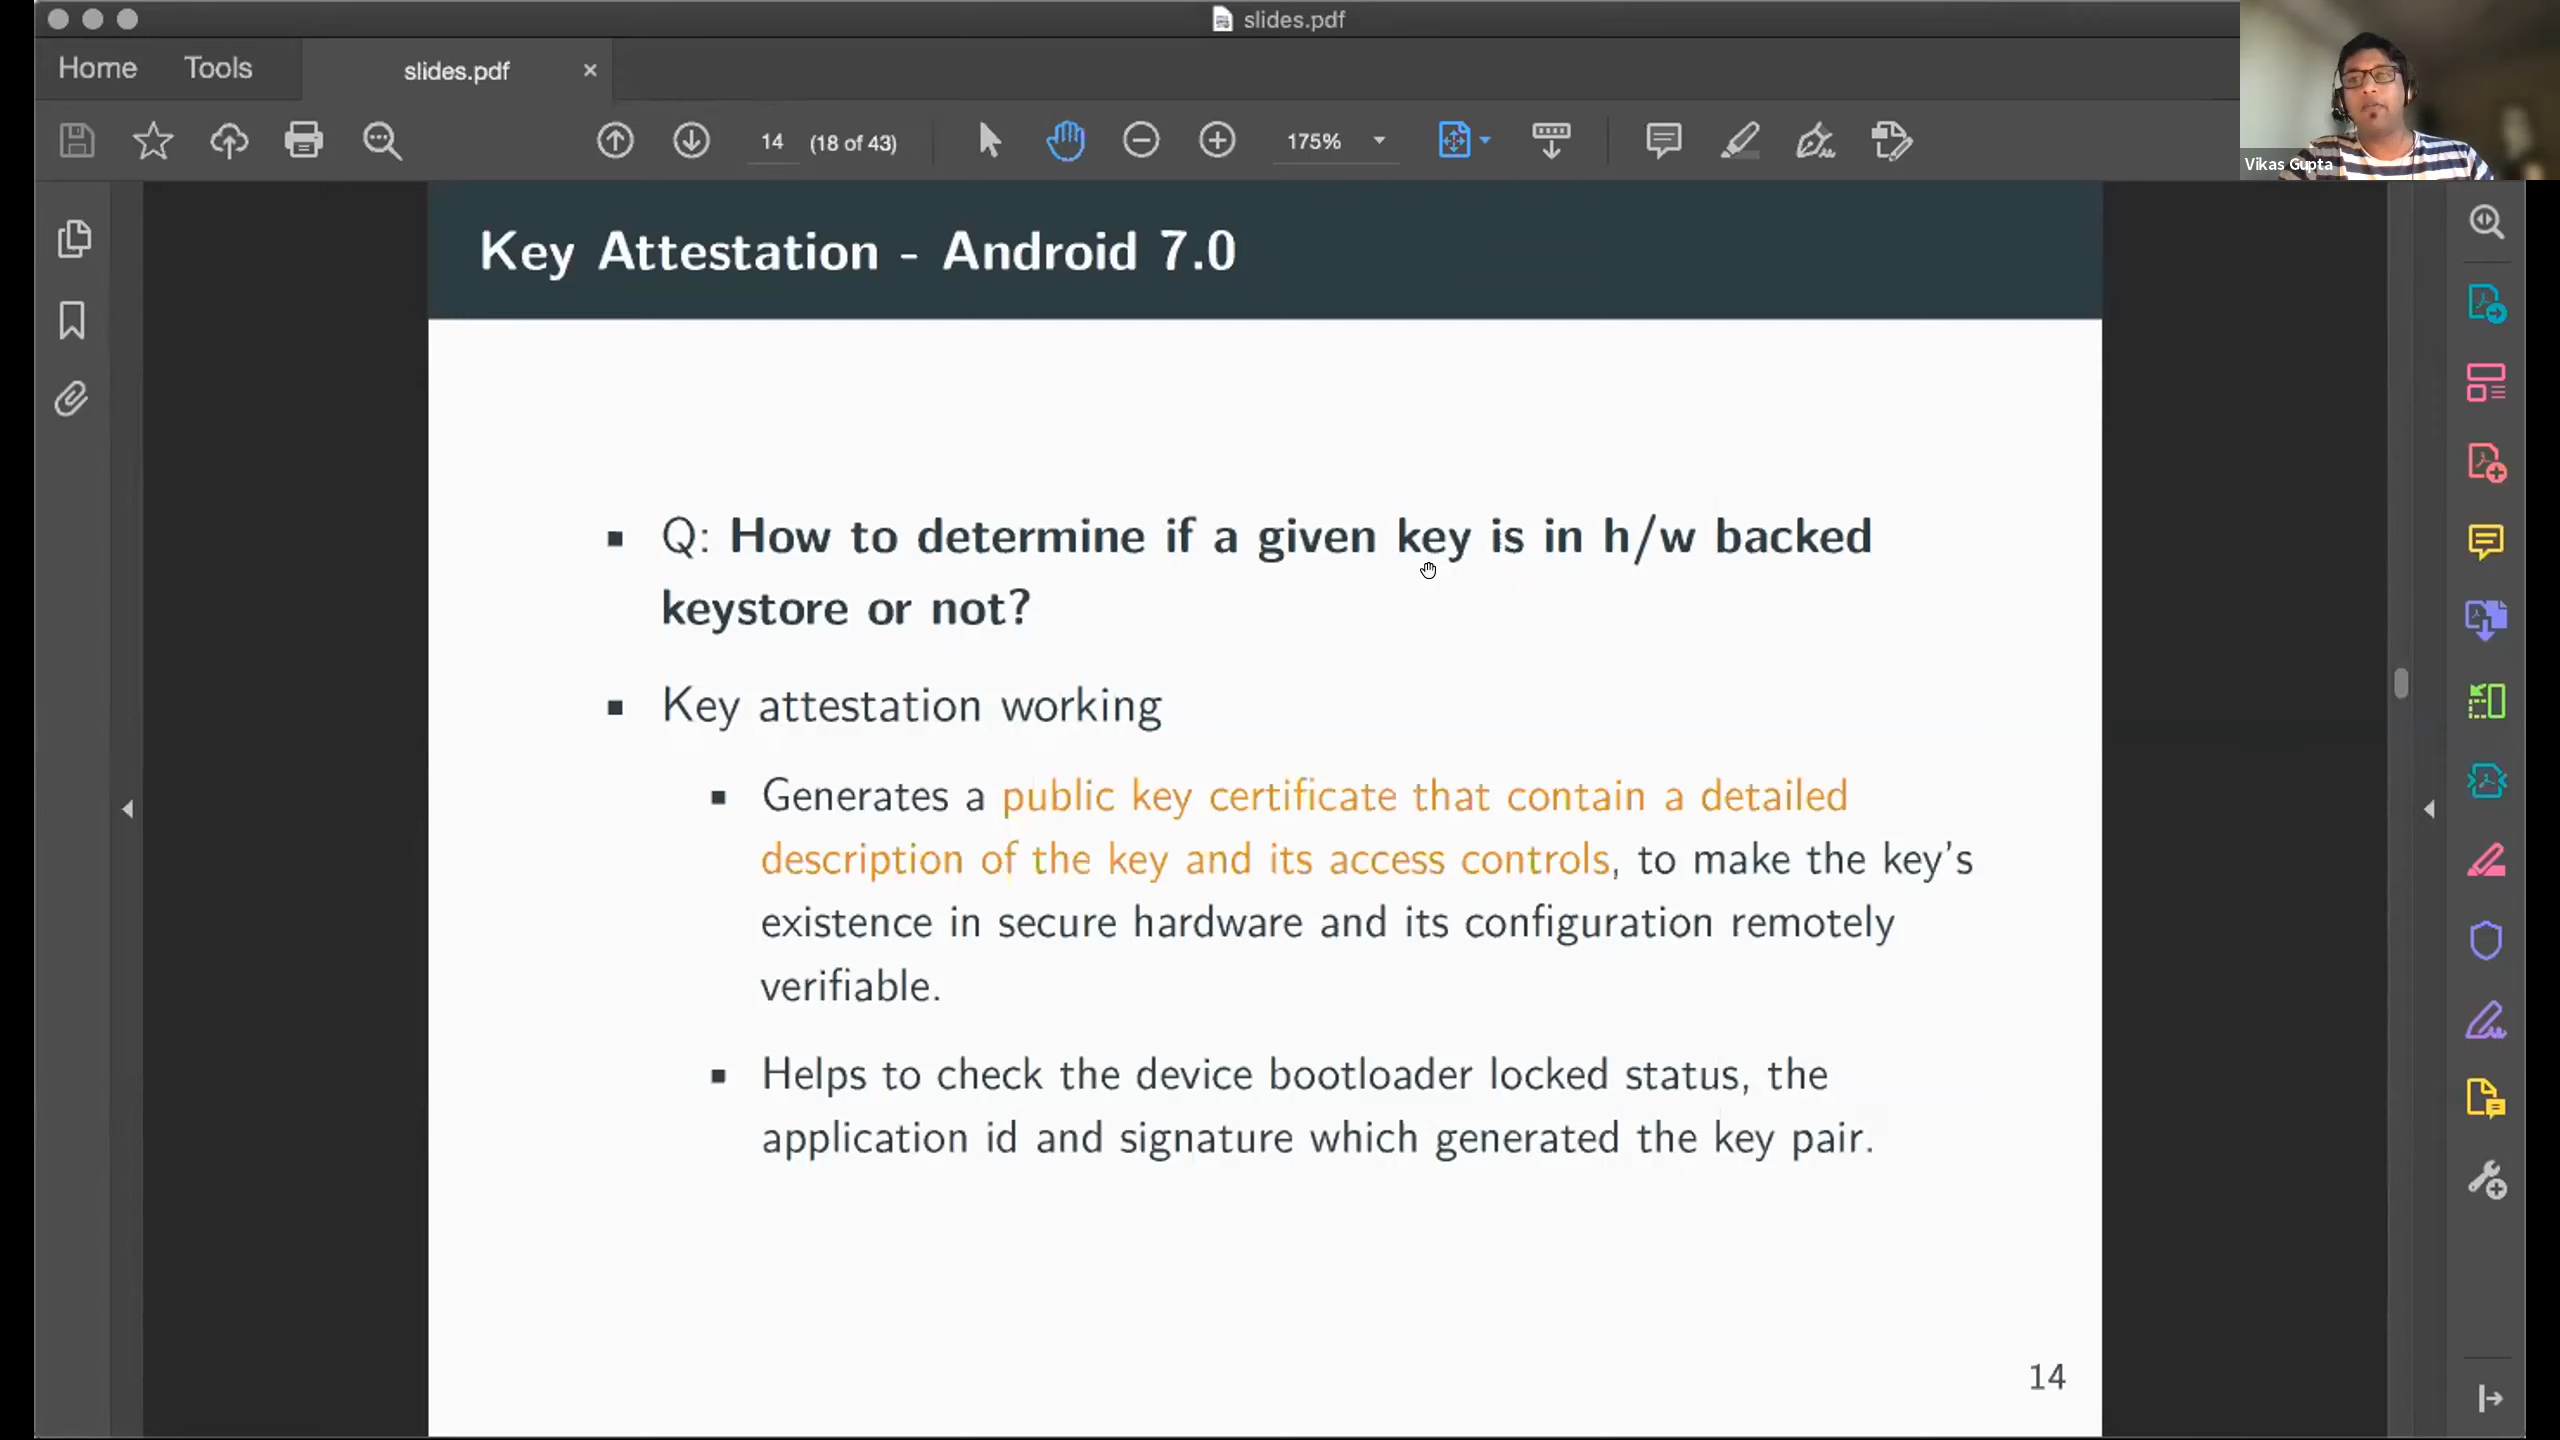 slides.pdf
Home Tools slides.pdf
14 (18 of 43) 175%
Vikas Gupta
Key Attestation - Android 7.0
Q: How to determine if a given key is in h/w backed
keystore or not?
Key attestation working
Generates a public key certificate that contain a detailed
description of the key and its access controls, to make the key's
existence in secure hardware and its configuration remotely
verifiable.
Helps to check the device bootloader locked status, the
application id and signature which generated the key pair.
14